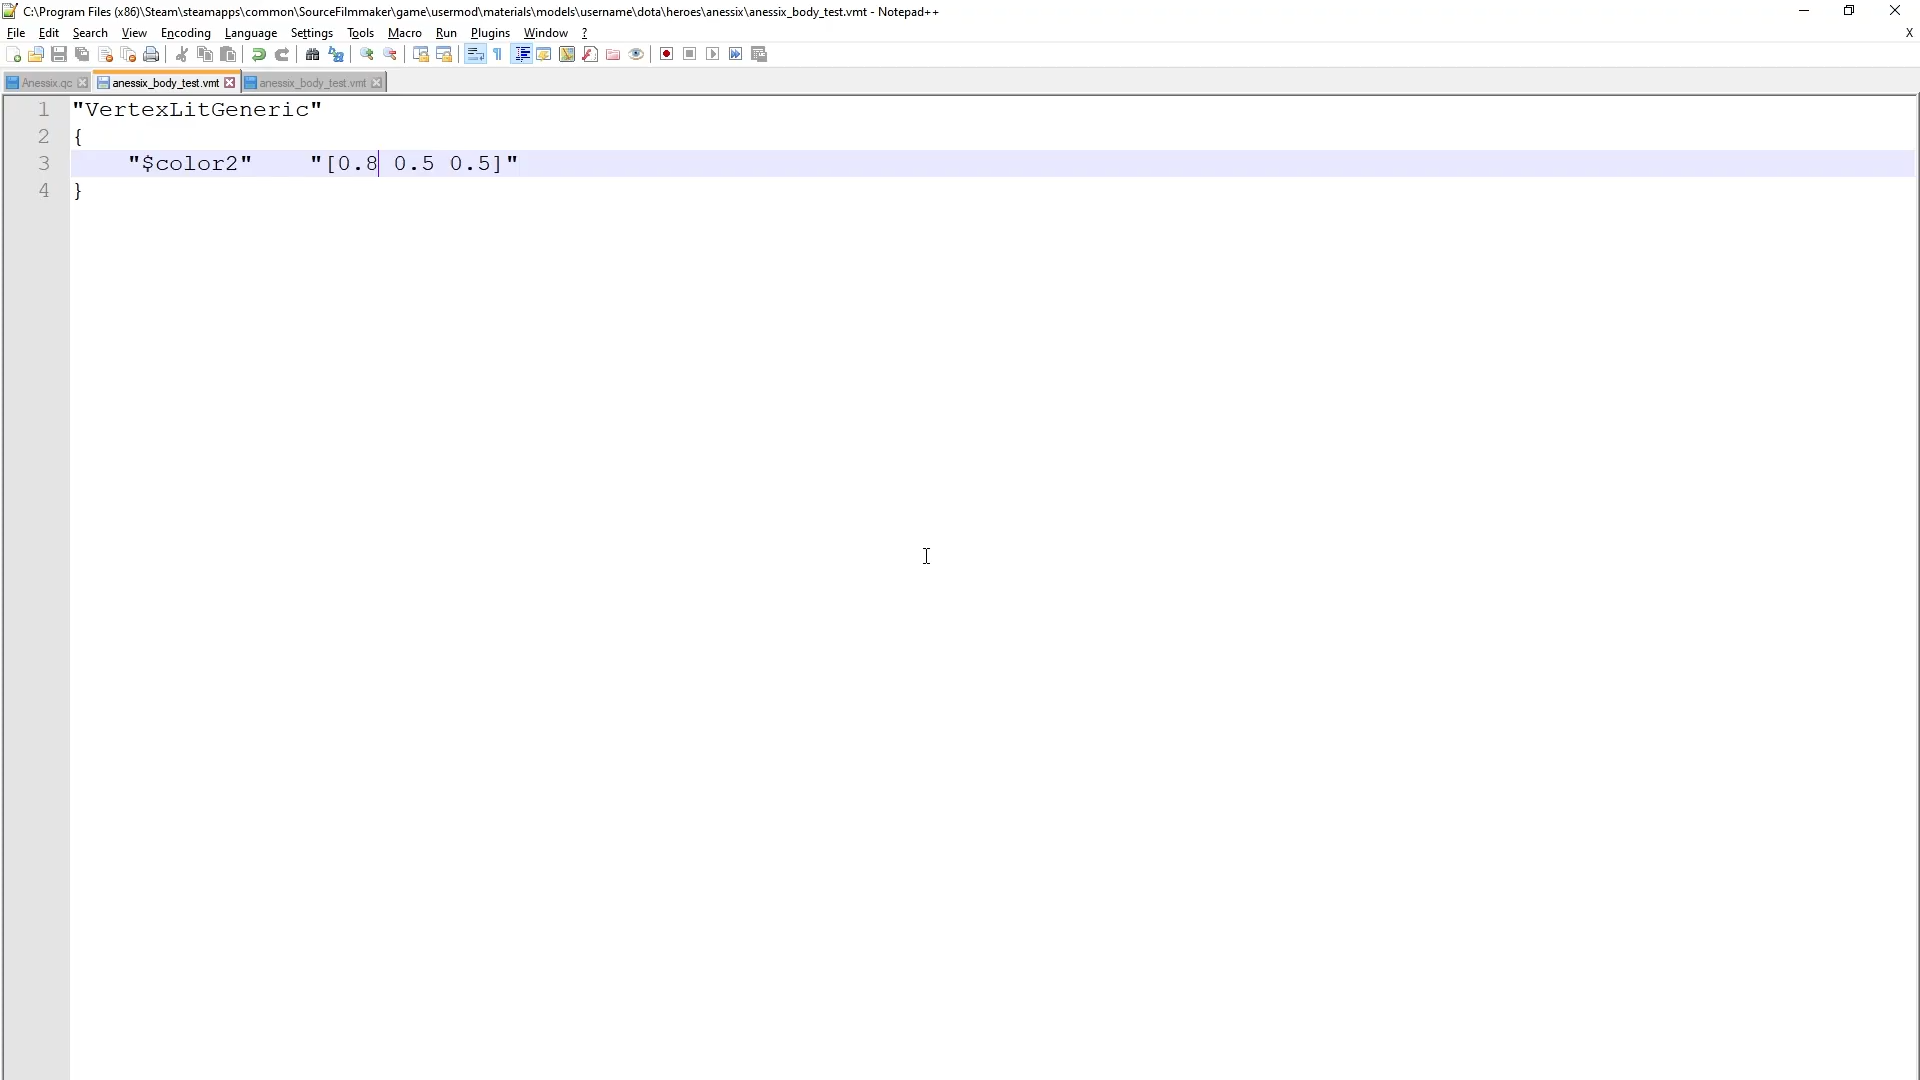 C:\Program Files (x86)\Steam\steamapps\common\SourceFilmmaker\game\usermod\materials\models\username\dota\heroes\anessix\anessix_body_test.vmt - Notepad++
File Edit Search View Encoding Language Settings Tools Macro Run Plugins Window ? X
Anessix.qc anessix_body_test.vmt anessix_body_test.vmt
1 "VertexLitGeneric"
2 {
3 "$color2" "[0.8 0.5 0.5]"
4 }